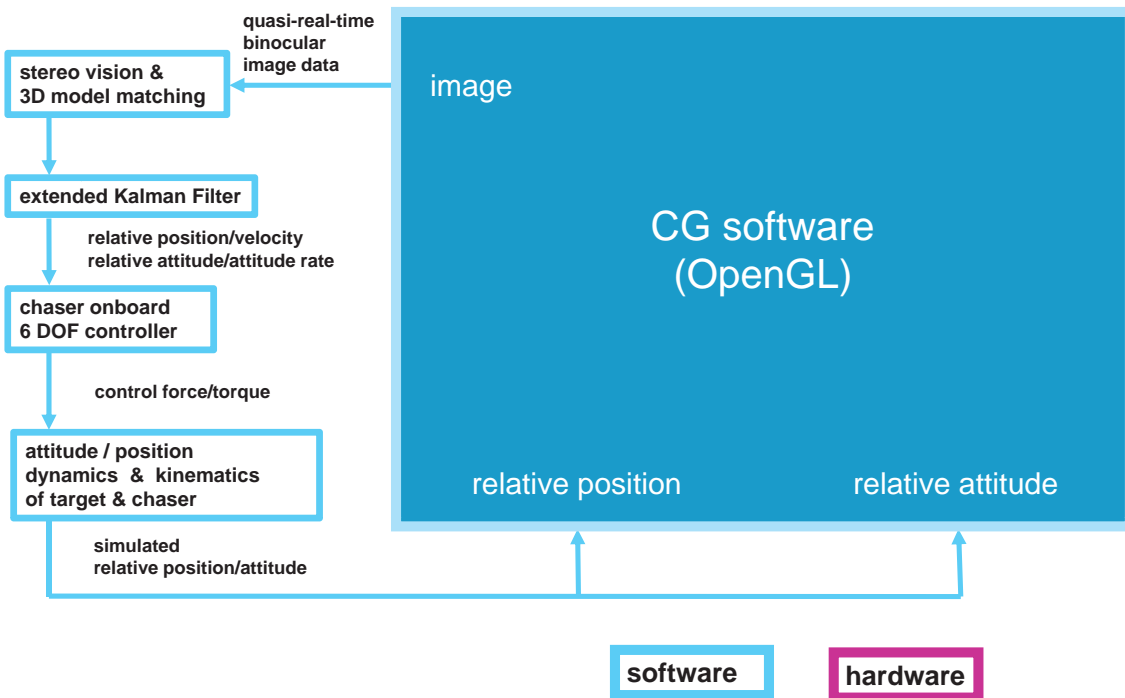 quasi-real-time
binocular
image data
stereo vision &
3D model matching
image
extended Kalman Filter
relative position/velocity
relative attitude/attitude rate
CG software
(OpenGL)
chaser onboard
6 DOF controller
control force/torque
attitude / position
dynamics & kinematics
of target & chaser
relative position
relative attitude
simulated
relative position/attitude
software
hardware